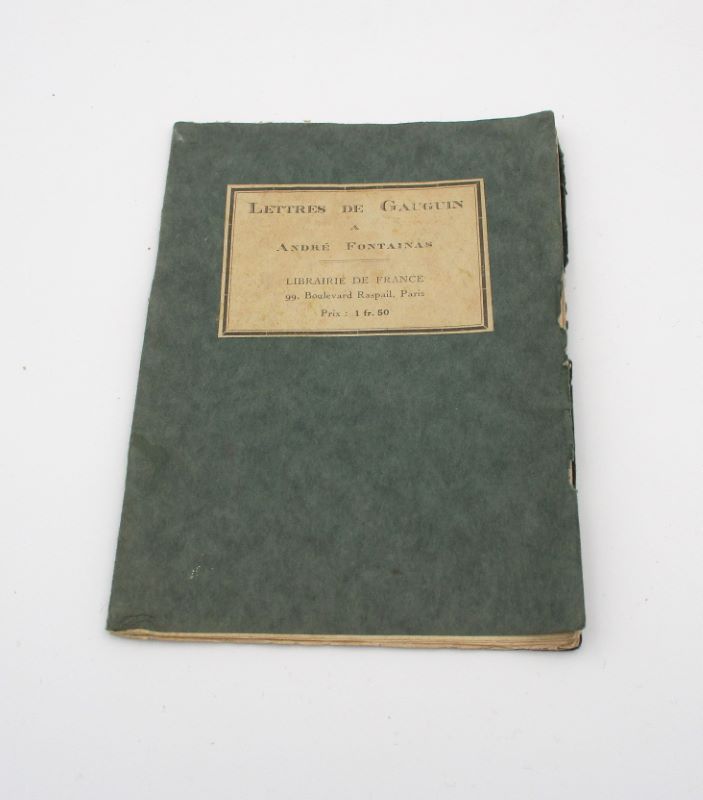 LETTRES DE GAUGUIN
A
ANDRÉ FONTAINAS
LIBRAIRIE DE FRANCE
99, Boulevard Raspail, Paris
Prix : 1 fr. 50